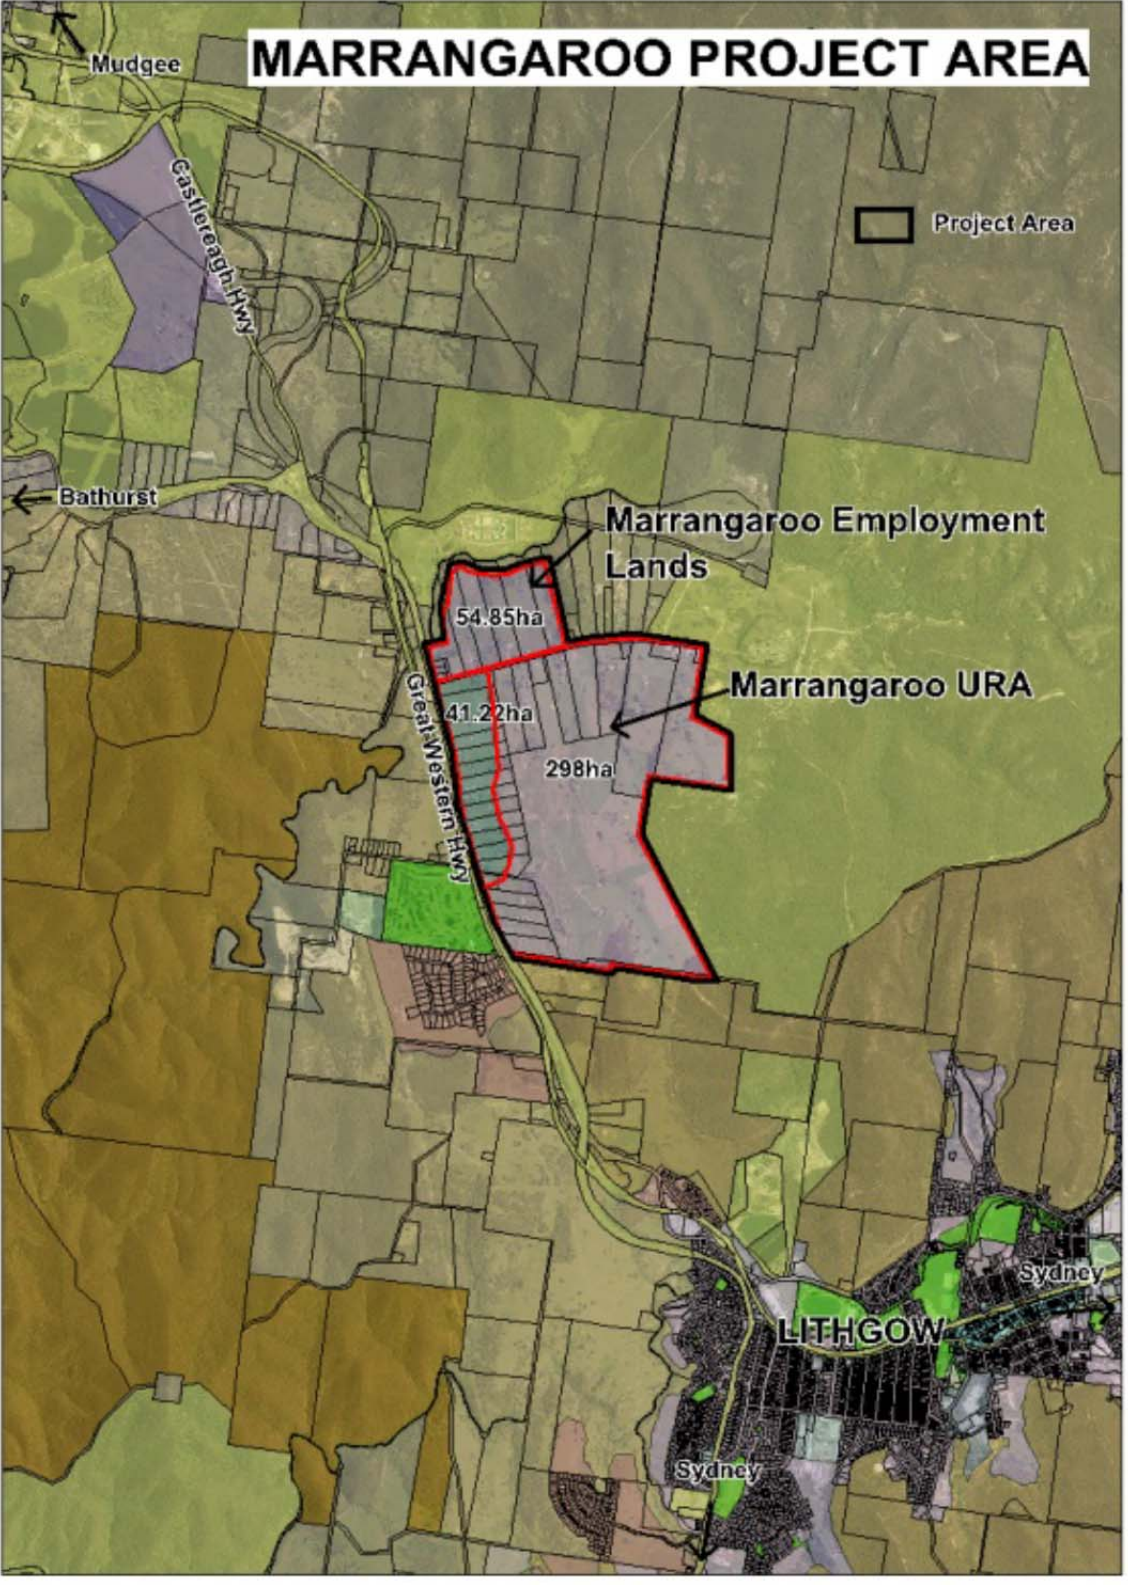 MARRANGAROO PROJECT AREA
Mudgee
Castlereagh Hwy
Project Area
Bathurst
Marrangaroo Employment
Lands
54.85ha
Marrangaroo URA
41.22ha
298ha
Great Western Hwy
Sydney
LITHGOW
Sydney